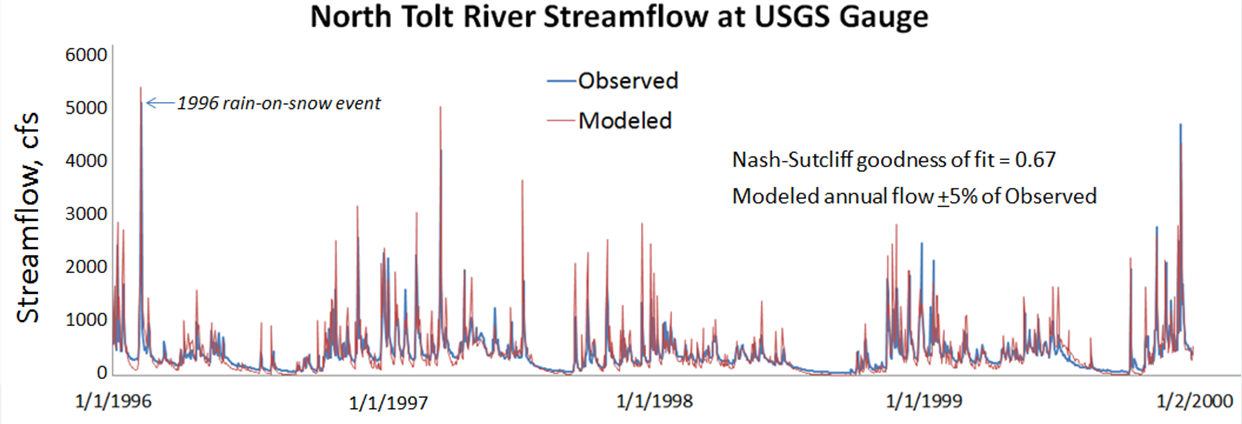 North Tolt River Streamflow at USGS Gauge
6000
Observed
1996 rain-on-snow event
5000
Modeled
Streamflow, cfs
4000
Nash-Sutcliff goodness of fit = 0.67
Modeled annual flow ±5% of Observed
3000
2000
1000
0
1/1/1996
1/1/1997
1/1/1998
1/1/1999
1/2/2000